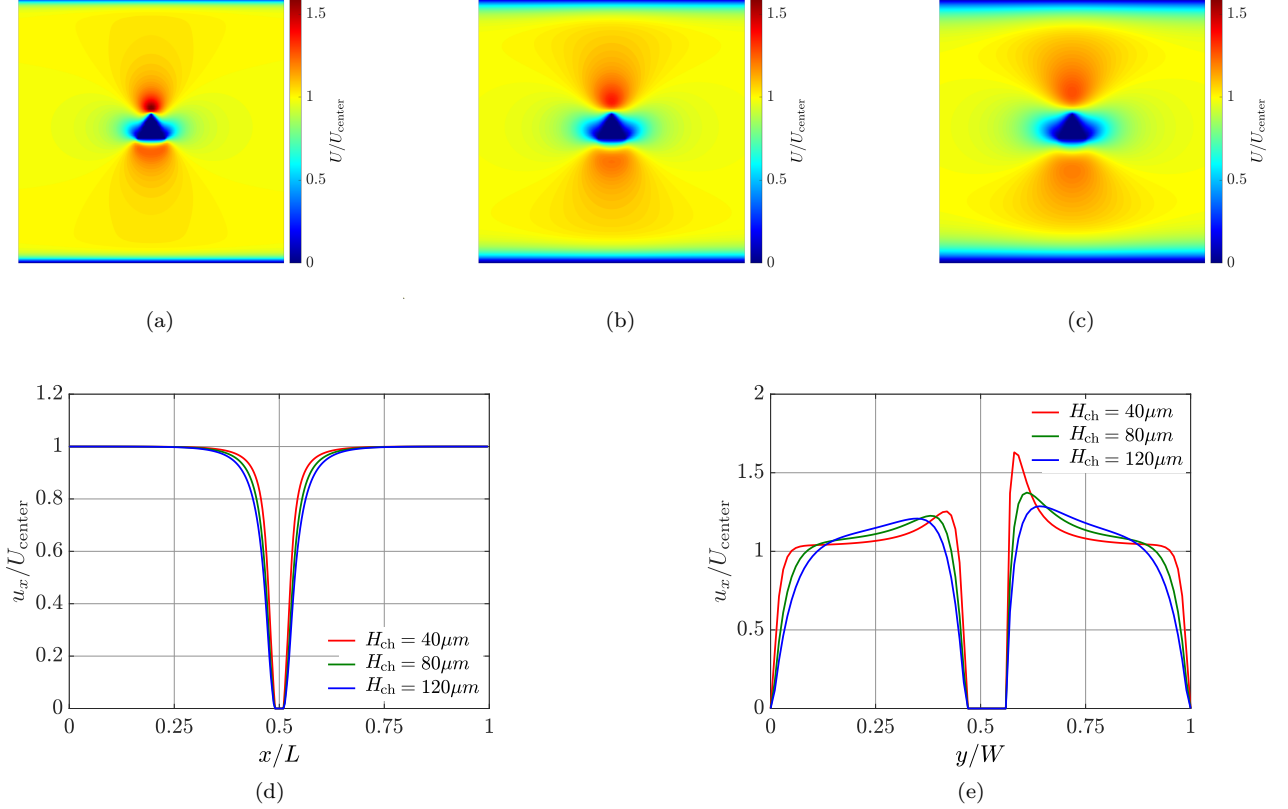 1.5
1
0.5
0
U/U_center
1.5
1
0.5
0
U/U_center
1.5
1
0.5
0
U/U_center
(a)
(b)
(c)
1.2
1
0.8
0.6
0.4
0.2
0
u_x/U_center
H_ch = 40μm
H_ch = 80μm
H_ch = 120μm
0 0.25 0.5 0.75 1
x/L
(d)
2
1.5
1
0.5
0
u_x/U_center
H_ch = 40μm
H_ch = 80μm
H_ch = 120μm
0 0.25 0.5 0.75 1
y/W
(e)